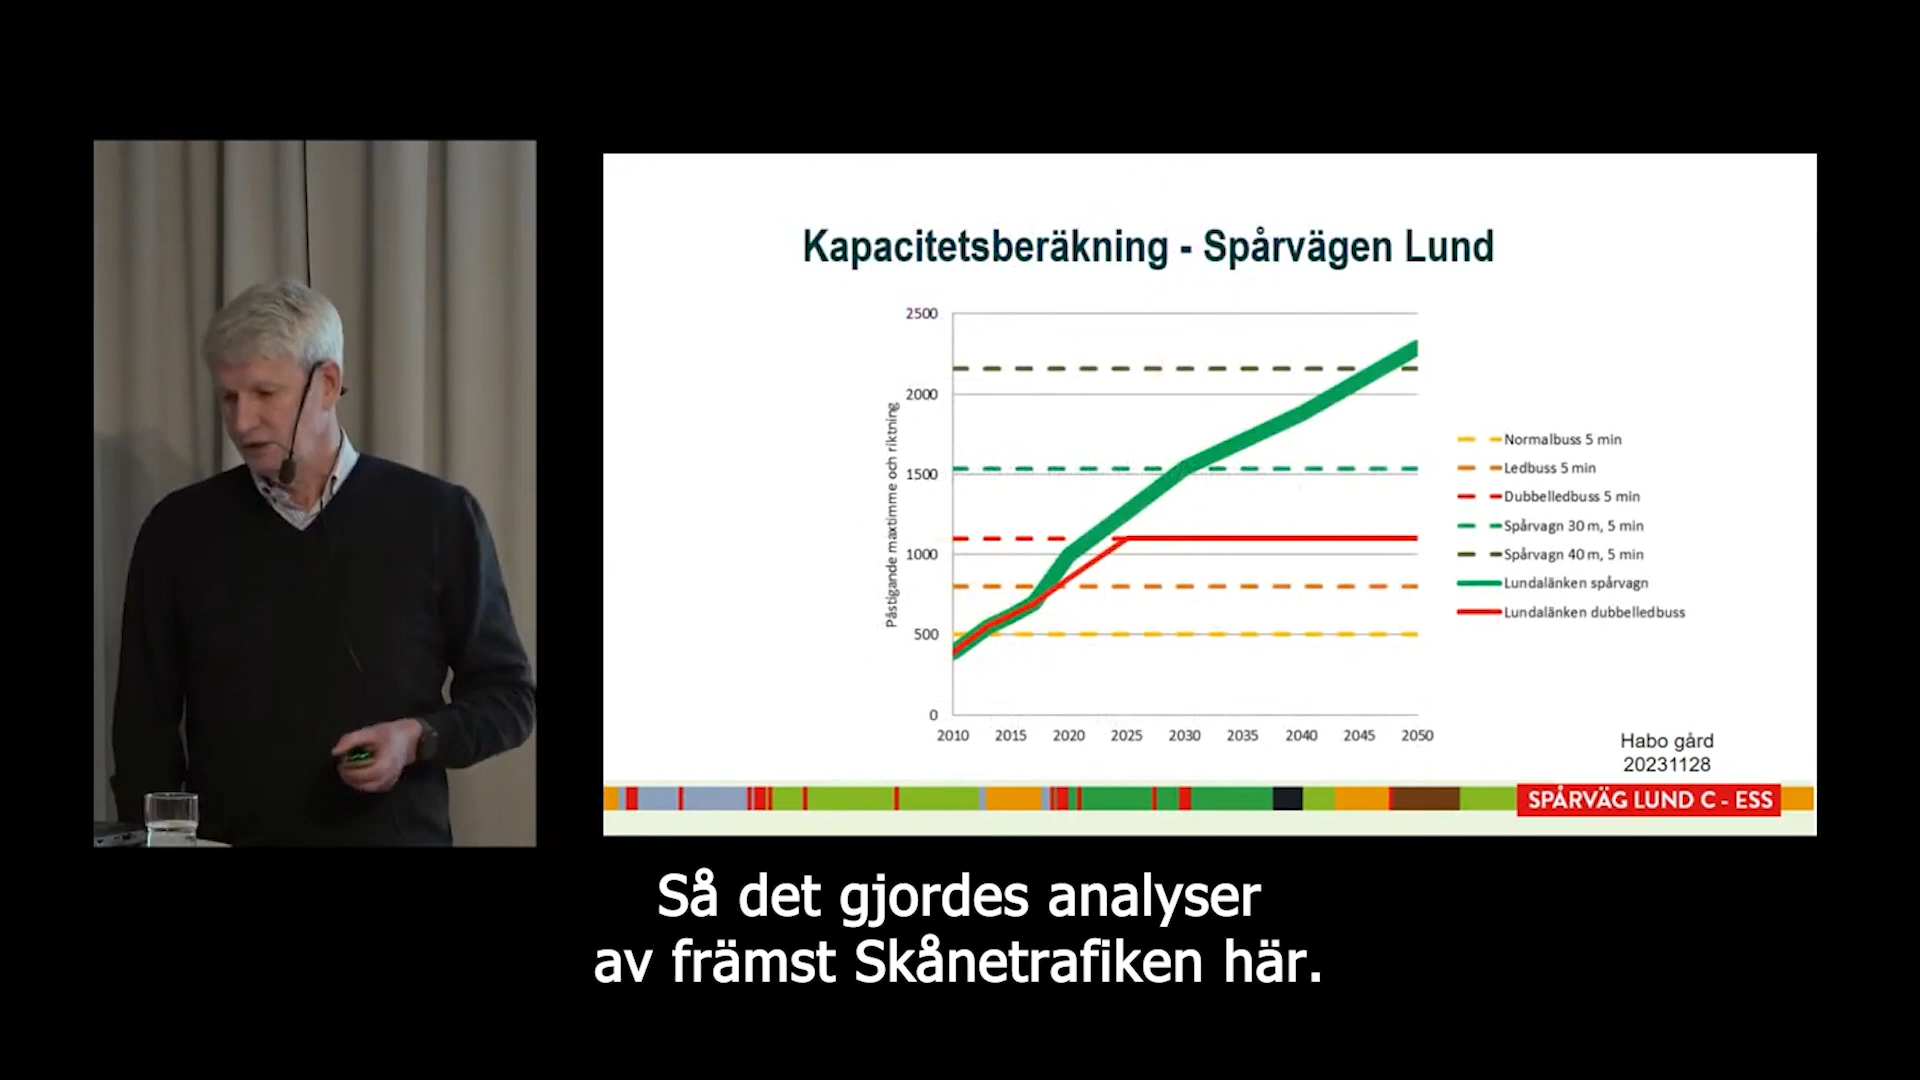 Kapacitetsberäkning - Spårvägen Lund
Påstigande maxtimme och riktning
2500
2000
1500
1000
500
0
2010 2015 2020 2025 2030 2035 2040 2045 2050
Normalbuss 5 min
Ledbuss 5 min
Dubbelledbuss 5 min
Spårvagn 30 m, 5 min
Spårvagn 40 m, 5 min
Lundalänken spårvagn
Lundalänken dubbelledbuss
Habo gård
20231128
SPÅRVÄG LUND C - ESS
Så det gjordes analyser
av främst Skånetrafiken här.